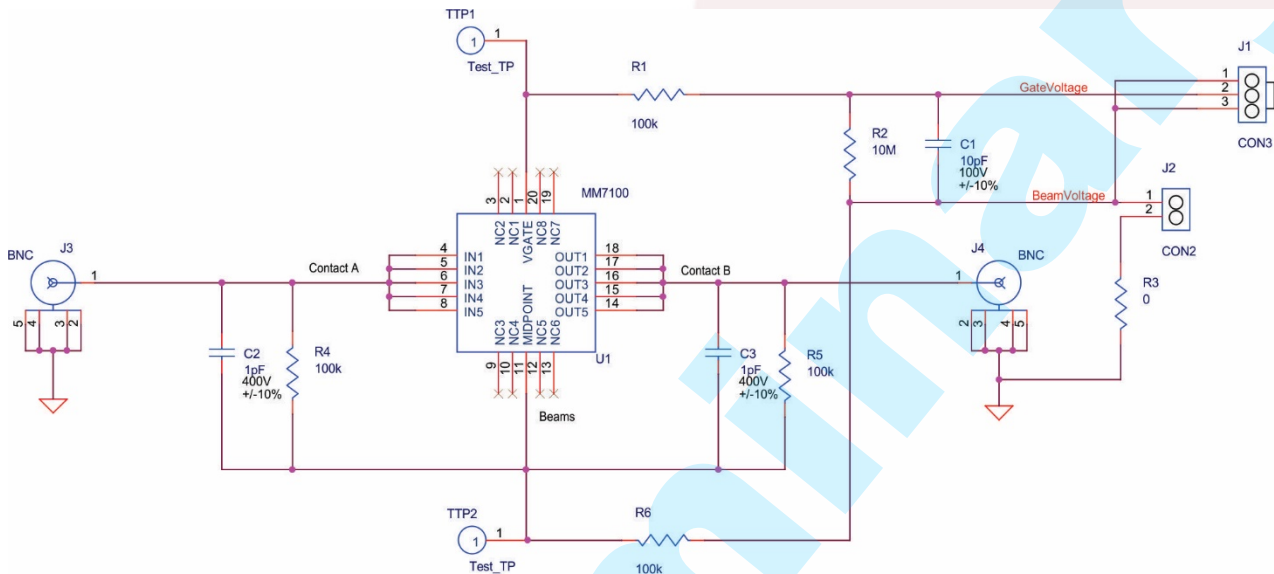 TTP1
1
1
Test_TP
R1
100k
GateVoltage
J1
1
2
3
CON3
R2
10M
C1
10pF
100V
+/-10%
BeamVoltage
J2
1
2
CON2
MM7100
3
2
1
20
19
NC2
NC1
VGATE
NC8
NC7
4
5
6
7
8
IN1
IN2
IN3
IN4
IN5
OUT1
OUT2
OUT3
OUT4
OUT5
18
17
16
15
14
NC3
NC4
MIDPOINT
NC5
NC6
9
10
11
12
13
U1
BNC
J3
1
5
4
3
2
Contact A
Contact B
J4
BNC
1
2
3
4
5
R3
0
C2
1pF
400V
+/-10%
R4
100k
C3
1pF
400V
+/-10%
R5
100k
Beams
TTP2
1
1
Test_TP
R6
100k